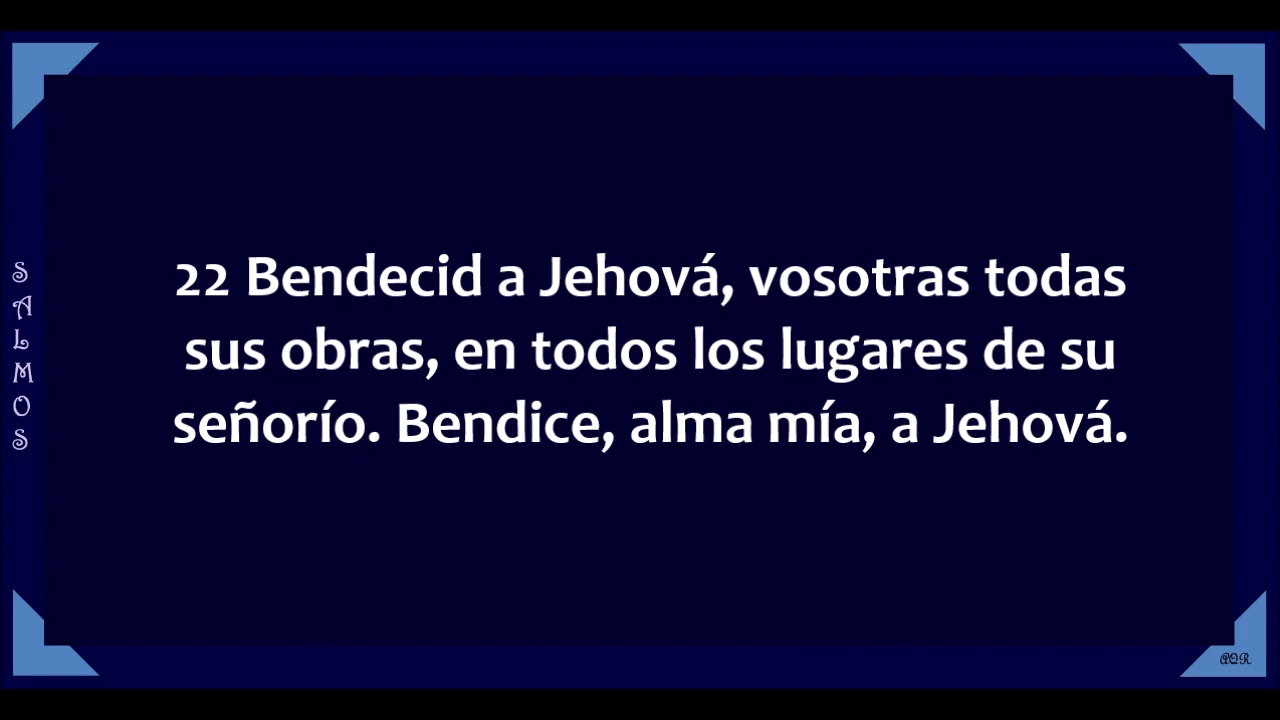 22 Bendecid a Jehová, vosotras todas
sus obras, en todos los lugares de su
señorío. Bendice, alma mía, a Jehová.
SALMOS